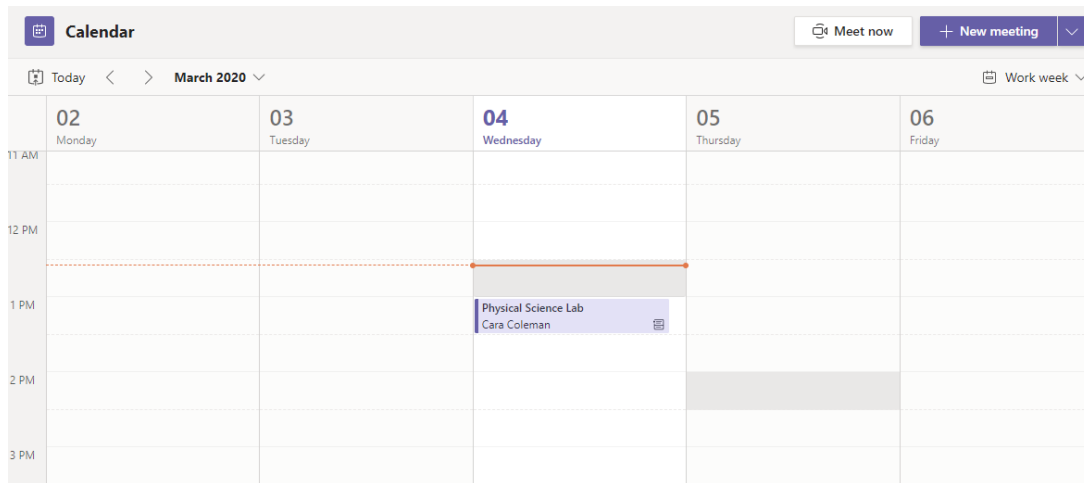 Calendar
Meet now
New meeting
Today
March 2020
Work week
02
Monday
03
Tuesday
04
Wednesday
05
Thursday
06
Friday
11 AM
12 PM
1 PM
Physical Science Lab
Cara Coleman
2 PM
3 PM